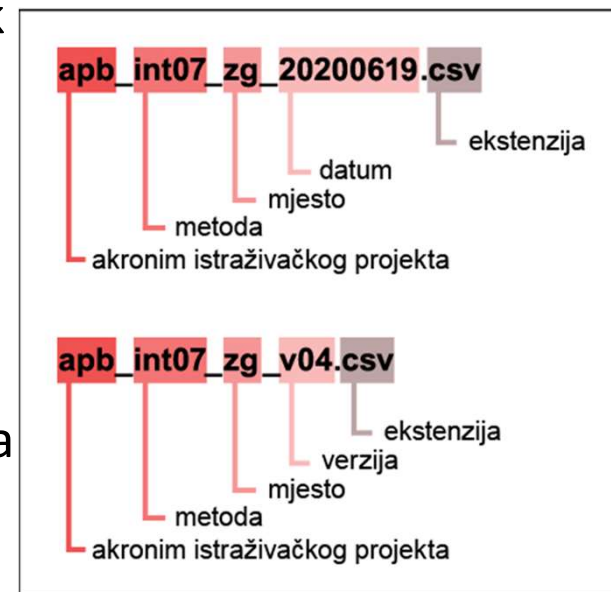 apb_int07_zg_20200619.csv
ekstenzija
datum
mjesto
metoda
akronim istraživačkog projekta
apb_int07_zg_v04.csv
ekstenzija
a
verzija
mjesto
metoda
akronim istraživačkog projekta